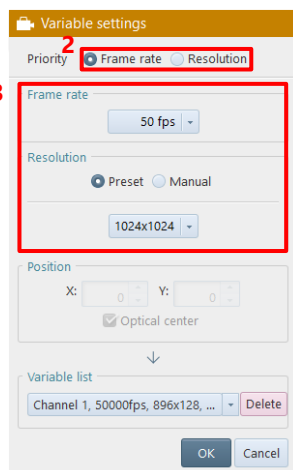 Variable settings
2
Priority Frame rate Resolution
Frame rate
50 fps
Resolution
Preset Manual
1024x1024
Position
X: 0 Y: 0
Optical center
Variable list
Channel 1, 50000fps, 896x128, ... Delete
OK Cancel